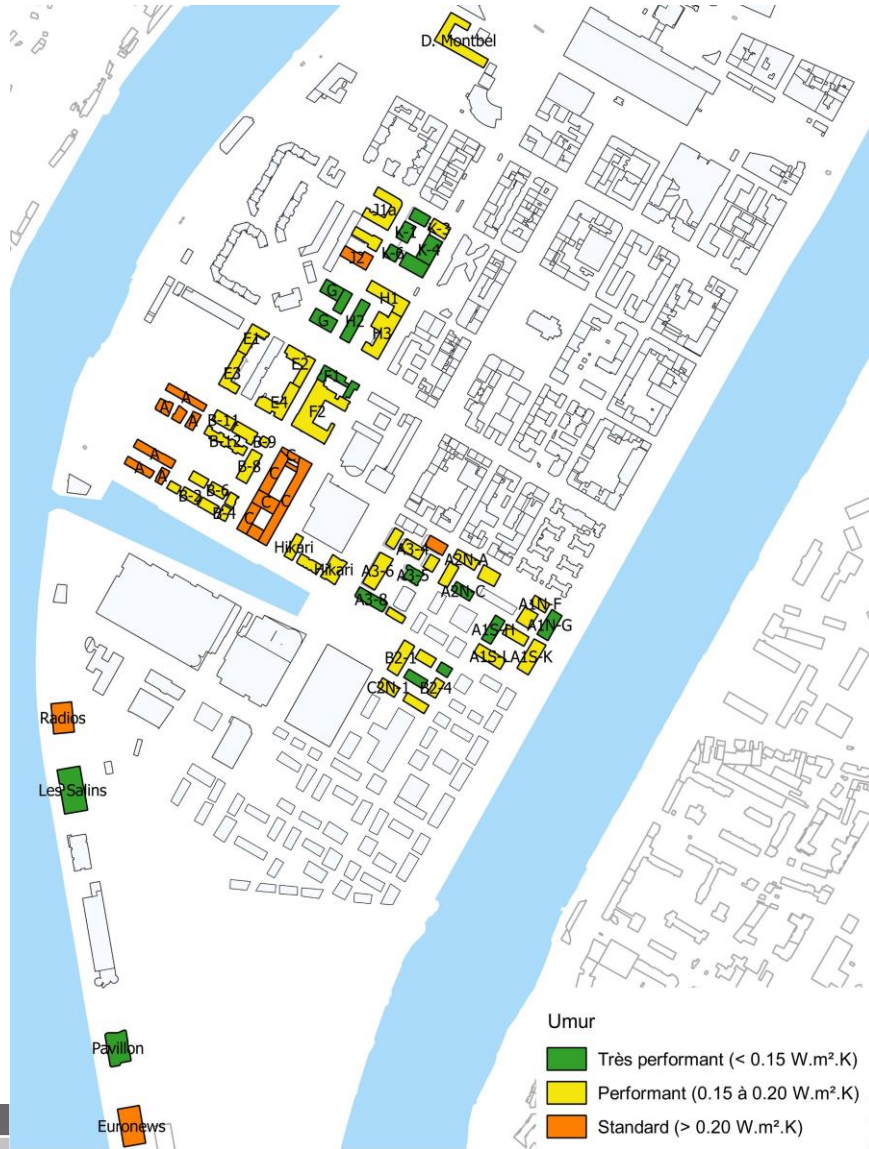 D. Montbel
J1a
K-1
K-3
K-6
K-4
J2
G
H1
G
H2
H3
E1
E2
E3
F1
E4
F2
A
A
A
B-11
B-12
B-9
C
B-8
A
C
C
A
A
B-6
B-2
C
B-4
C
Hikari
Hikari
A3-4
A2N-A
A3-6
A3-5
A2N-C
A3-8
A1N-F
A1S-H
A1N-G
B2-1
A1S-L
A1S-K
C2N-1
B2-4
Radios
Les Salins
Pavillon
Euronews
Umur
Très performant (< 0.15 W.m².K)
Performant (0.15 à 0.20 W.m².K)
Standard (> 0.20 W.m².K)